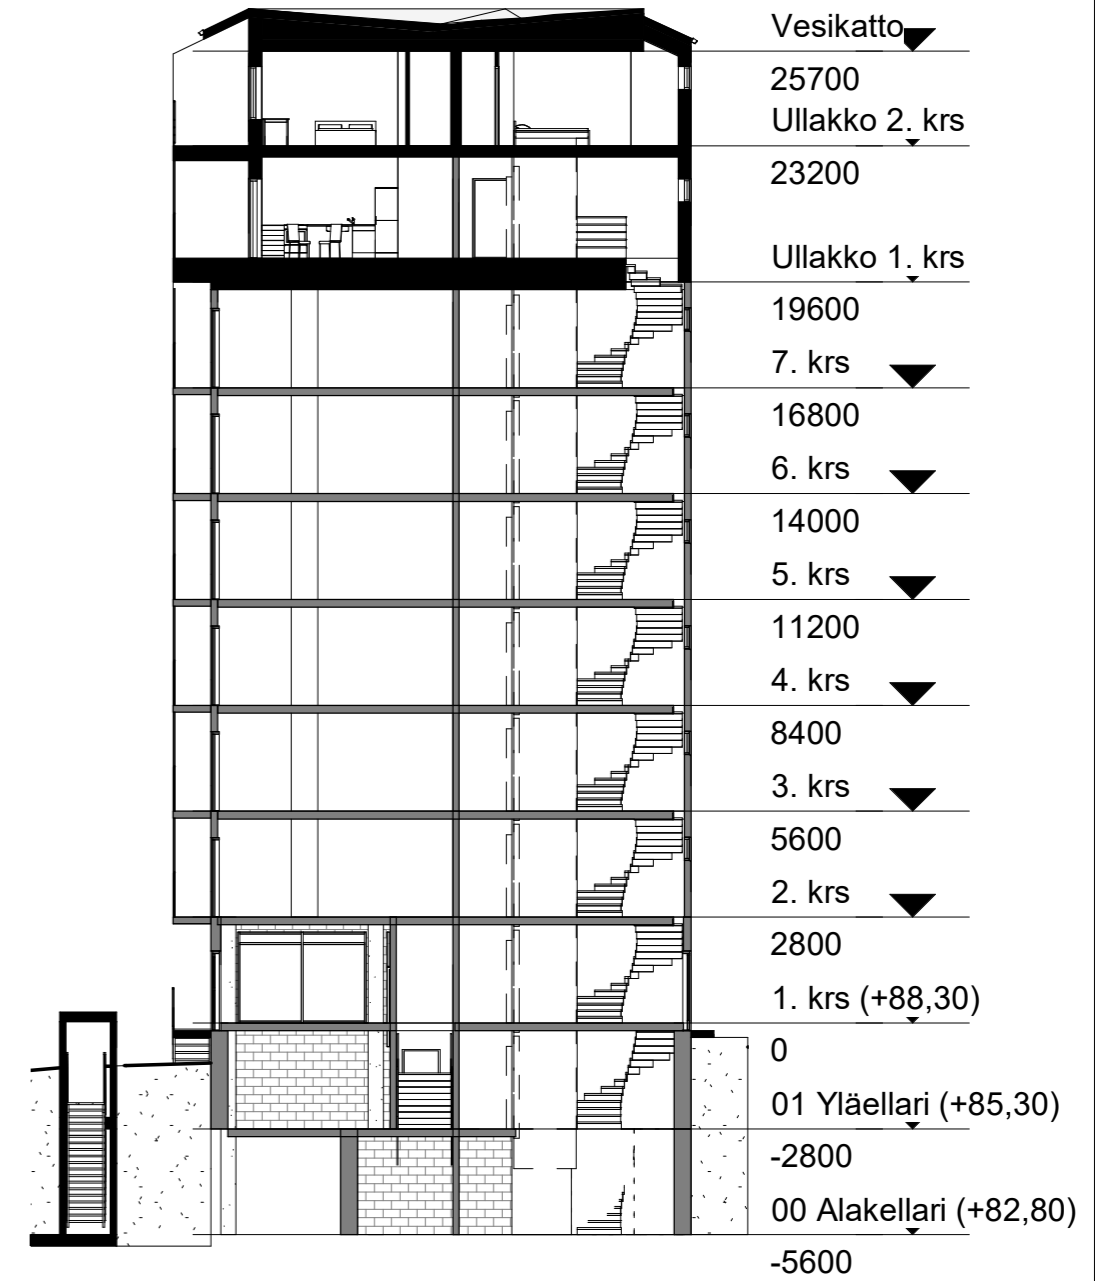 Vesikatto
25700
Ullakko 2. krs
23200
Ullakko 1. krs
19600
7. krs
16800
6. krs
14000
5. krs
11200
4. krs
8400
3. krs
5600
2. krs
2800
1. krs (+88,30)
0
01 Yläellari (+85,30)
-2800
00 Alakellari (+82,80)
-5600